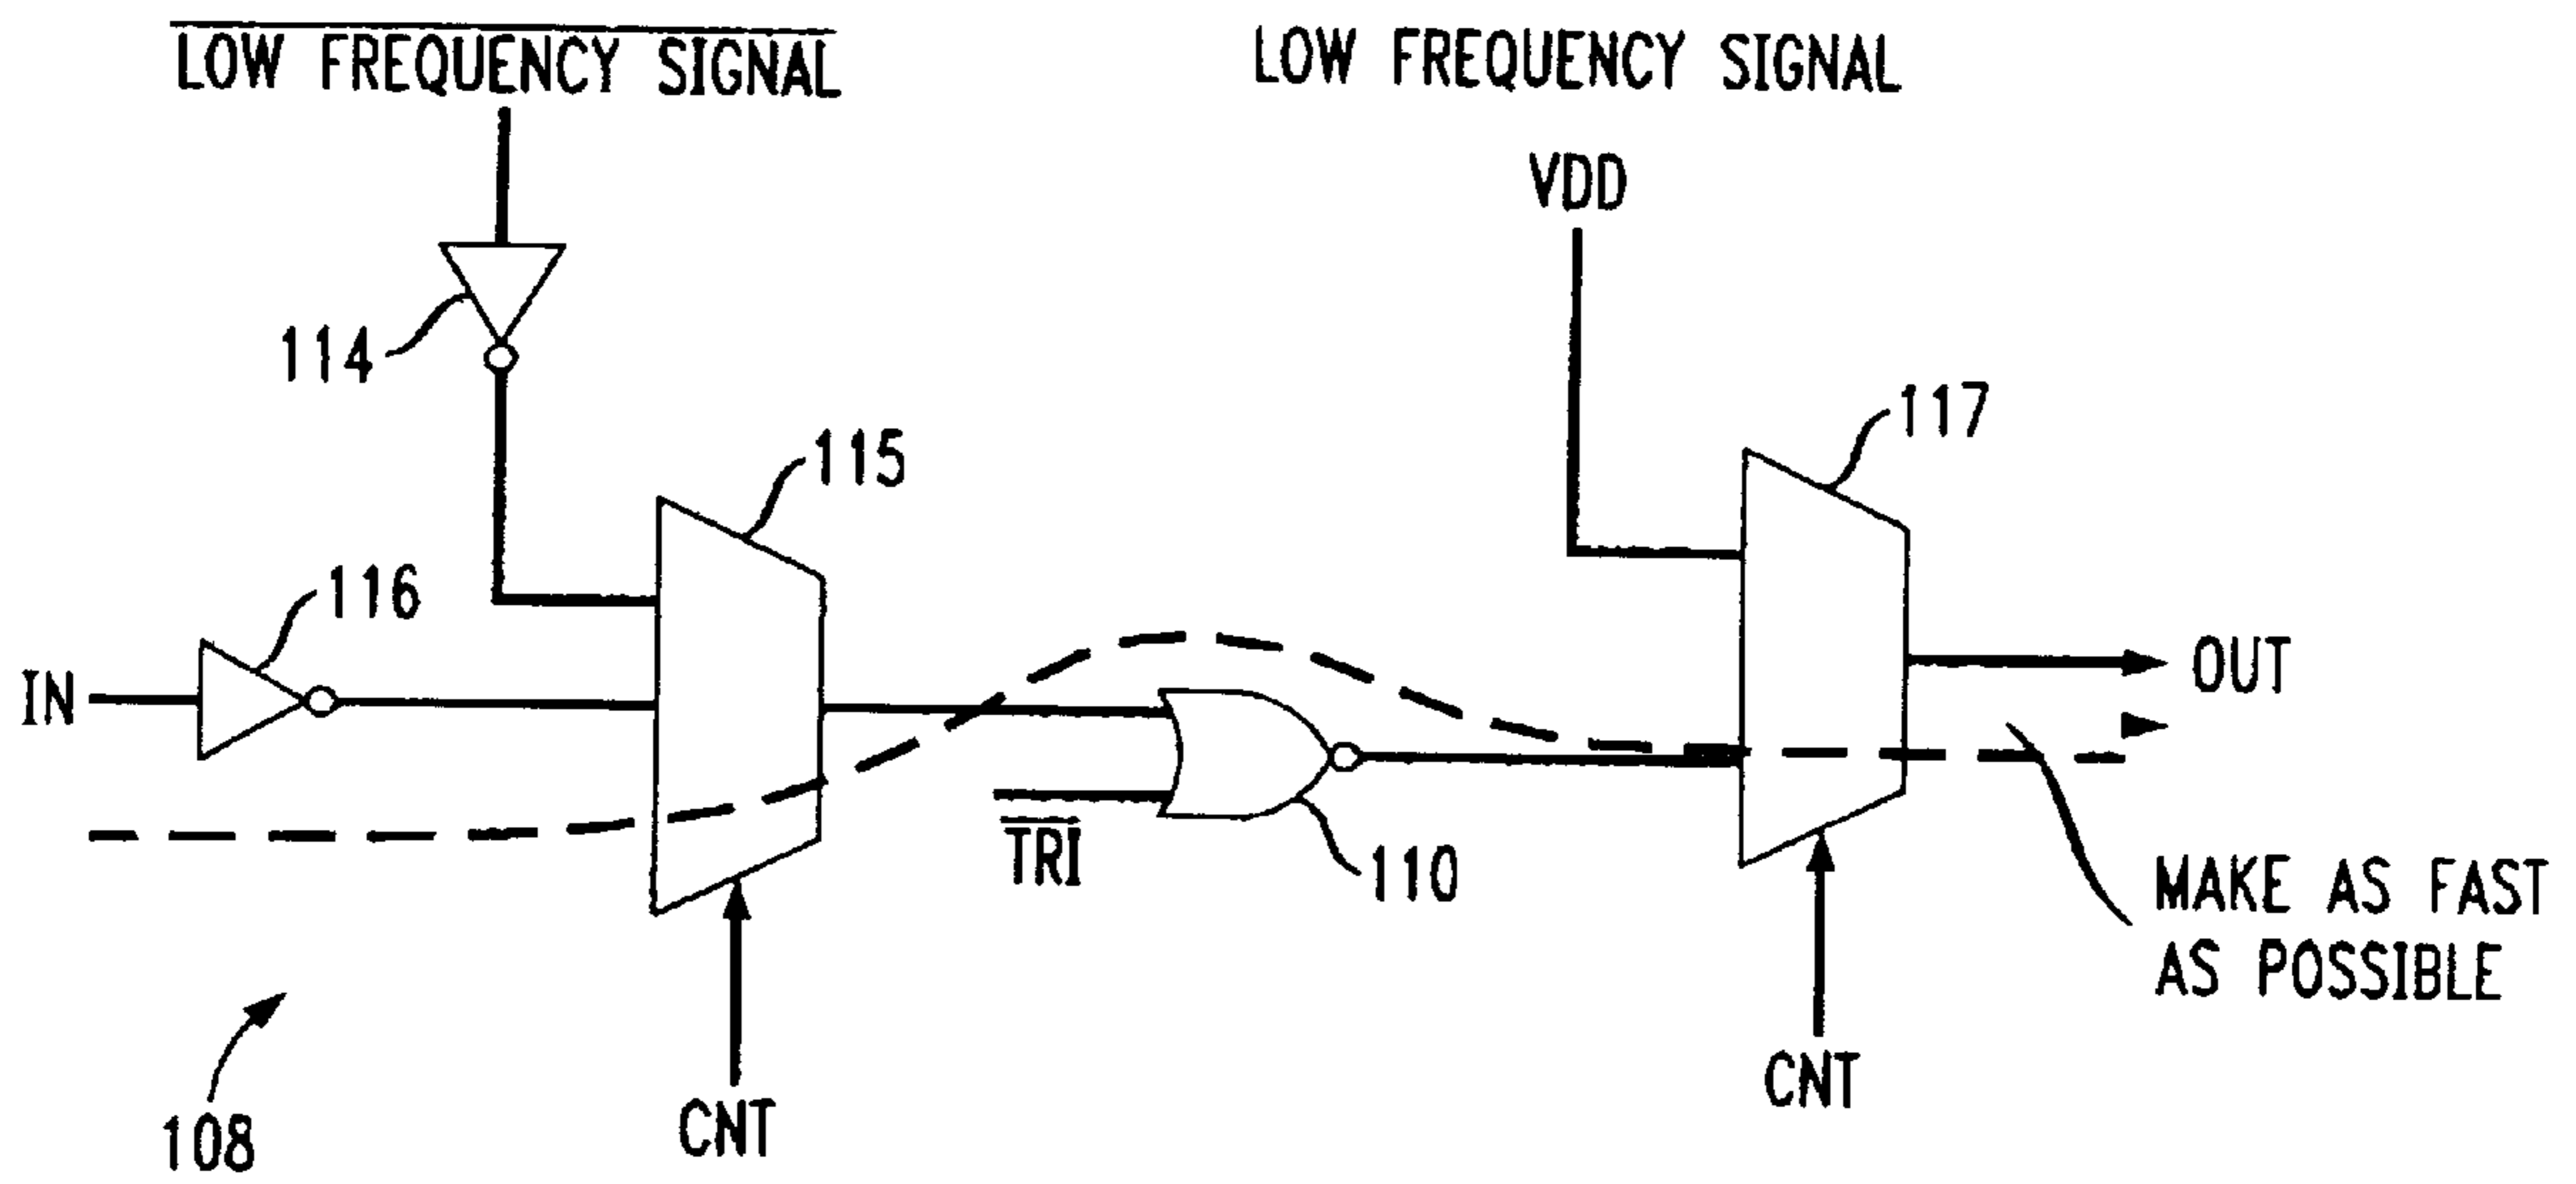 LOW FREQUENCY SIGNAL
LOW FREQUENCY SIGNAL
VDD
114
117
115
116
IN
OUT
TRI
110
MAKE AS FAST
AS POSSIBLE
CNT
CNT
108